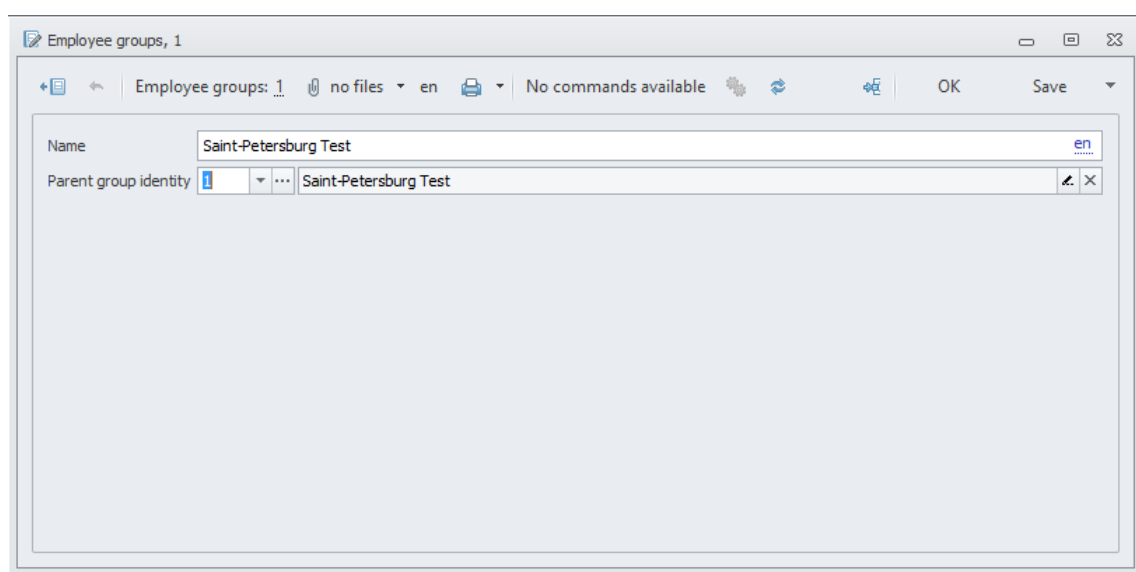 Employee groups, 1
Employee groups: 1 no files en No commands available OK Save
Name Saint-Petersburg Test en
Parent group identity 1 Saint-Petersburg Test